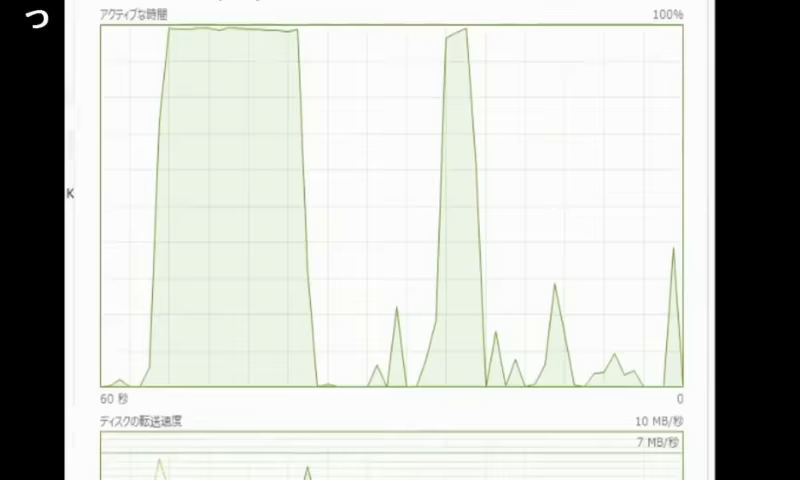 っ
アクティブな時間 100%
K
60 秒 0
ディスクの転送速度 10 MB/秒
7 MB/秒